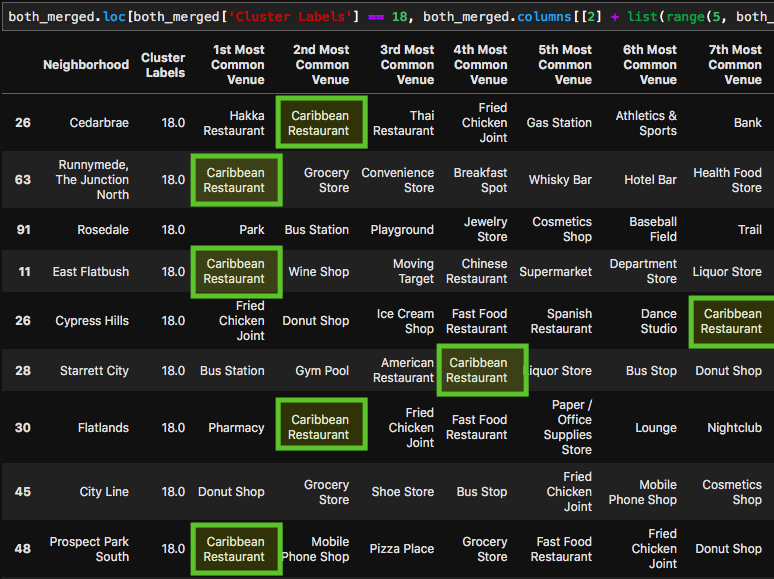 both_merged.loc[both_merged['Cluster Labels'] == 18, both_merged.columns[[2] + list(range(5, both_
Neighborhood Cluster Labels 1st Most Common Venue 2nd Most Common Venue 3rd Most Common Venue 4th Most Common Venue 5th Most Common Venue 6th Most Common Venue 7th Most Common Venue
26 Cedarbrae 18.0 Hakka Restaurant Caribbean Restaurant Thai Restaurant Fried Chicken Joint Gas Station Athletics & Sports Bank
63 Runnymede, The Junction North 18.0 Caribbean Restaurant Grocery Store Convenience Store Breakfast Spot Whisky Bar Hotel Bar Health Food Store
91 Rosedale 18.0 Park Bus Station Playground Jewelry Store Cosmetics Shop Baseball Field Trail
11 East Flatbush 18.0 Caribbean Restaurant Wine Shop Moving Target Chinese Restaurant Supermarket Department Store Liquor Store
26 Cypress Hills 18.0 Fried Chicken Joint Donut Shop Ice Cream Shop Fast Food Restaurant Spanish Restaurant Dance Studio Caribbean Restaurant
28 Starrett City 18.0 Bus Station Gym Pool American Restaurant Caribbean Restaurant iquor Store Bus Stop Donut Shop
30 Flatlands 18.0 Pharmacy Caribbean Restaurant Fried Chicken Joint Fast Food Restaurant Paper / Office Supplies Store Lounge Nightclub
45 City Line 18.0 Donut Shop Grocery Store Shoe Store Bus Stop Fried Chicken Joint Mobile Phone Shop Cosmetics Shop
48 Prospect Park South 18.0 Caribbean Restaurant Mobile Phone Shop Pizza Place Grocery Store Fast Food Restaurant Fried Chicken Joint Donut Shop